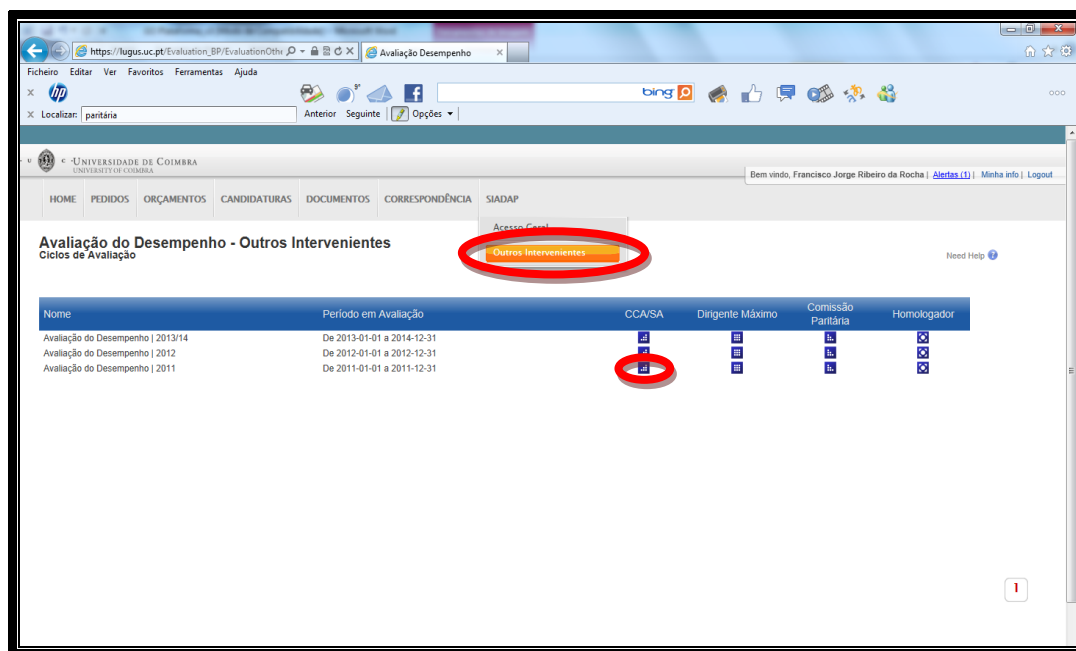 https://lugus.uc.pt/Evaluation_BP/EvaluationOthe
Avaliação Desempenho
Ficheiro Editar Ver Favoritos Ferramentas Ajuda
x hp 9° f bing
x Localizar: paritária Anterior Seguinte Opções
UNIVERSIDADE DE COIMBRA
UNIVERSITY OF COIMBRA
Bem vindo, Francisco Jorge Ribeiro da Rocha | Alertas (1) | Minha info | Logout
HOME PEDIDOS ORÇAMENTOS CANDIDATURAS DOCUMENTOS CORRESPONDÊNCIA SIADAP
Acesso Geral
Outros Intervenientes
Avaliação do Desempenho - Outros Intervenientes
Ciclos de Avaliação
Need Help ?
Nome Período em Avaliação CCA/SA Dirigente Máximo Comissão Paritária Homologador
Avaliação do Desempenho | 2013/14 De 2013-01-01 a 2014-12-31
Avaliação do Desempenho | 2012 De 2012-01-01 a 2012-12-31
Avaliação do Desempenho | 2011 De 2011-01-01 a 2011-12-31
1